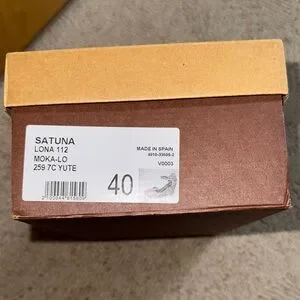 SATUNA
LONA 112
MOKA-LO
259 7C YUTE
40
MADE IN SPAIN
V0003